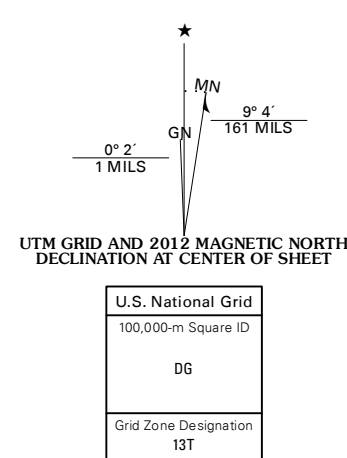 ★
MN
GN
9° 4´
161 MILS
0° 2´
1 MILS
UTM GRID AND 2012 MAGNETIC NORTH
DECLINATION AT CENTER OF SHEET
U.S. National Grid
100,000-m Square ID
DG
Grid Zone Designation
13T